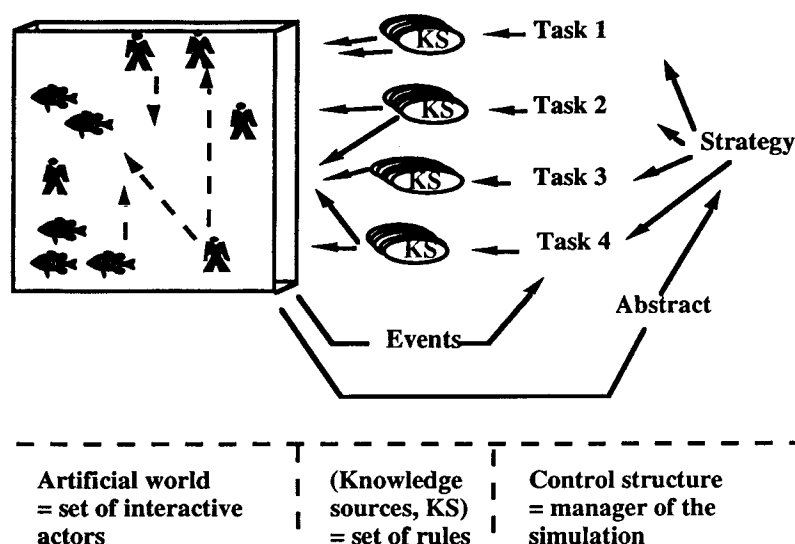 KS
Task 1
KS
Task 2
Strategy
KS
Task 3
KS
Task 4
Abstract
Events
Artificial world
= set of interactive
actors
(Knowledge
sources, KS)
= set of rules
Control structure
= manager of the
simulation